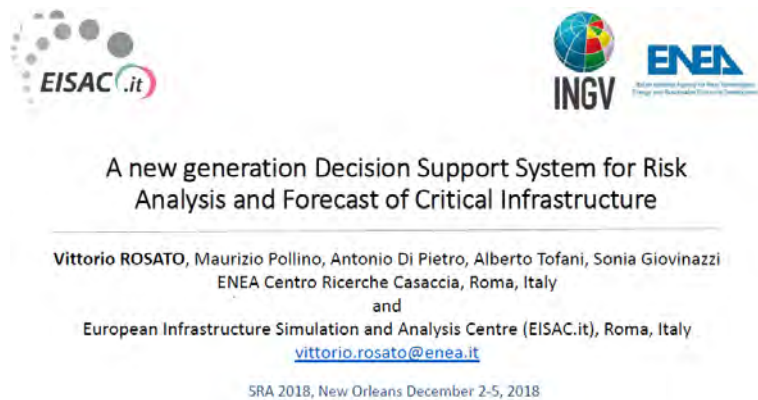 EISAC .it
INGV
ENEA
A new generation Decision Support System for Risk
Analysis and Forecast of Critical Infrastructure
Vittorio ROSATO, Maurizio Pollino, Antonio Di Pietro, Alberto Tofani, Sonia Giovinazzi
ENEA Centro Ricerche Casaccia, Roma, Italy
and
European Infrastructure Simulation and Analysis Centre (EISAC.it), Roma, Italy
vittorio.rosato@enea.it
SRA 2018, New Orleans December 2-5, 2018